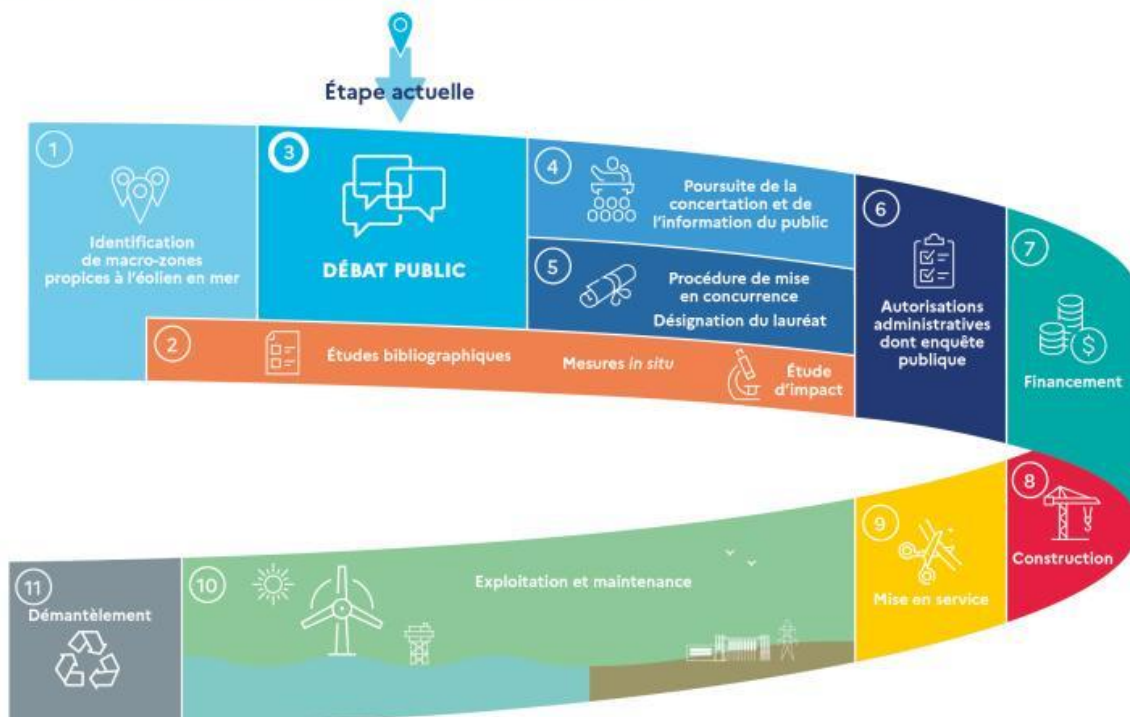 Étape actuelle
1
Identification
de macro-zones
propices à l'éolien en mer
2
Études bibliographiques
Mesures in situ
Étude
d'impact
3
DÉBAT PUBLIC
4
Poursuite de la
concertation et de
l'information du public
5
Procédure de mise
en concurrence
Désignation du lauréat
6
Autorisations
administratives
dont enquête
publique
7
$
Financement
8
Construction
9
Mise en service
10
Exploitation et maintenance
11
Démantèlement